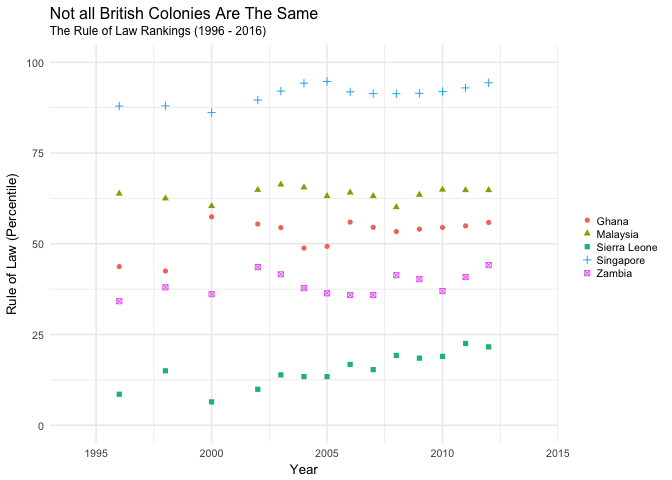 Not all British Colonies Are The Same
The Rule of Law Rankings (1996 - 2016)
100
75
50
25
0
Rule of Law (Percentile)
1995
2000
2005
2010
2015
Year
Ghana
Malaysia
Sierra Leone
Singapore
Zambia